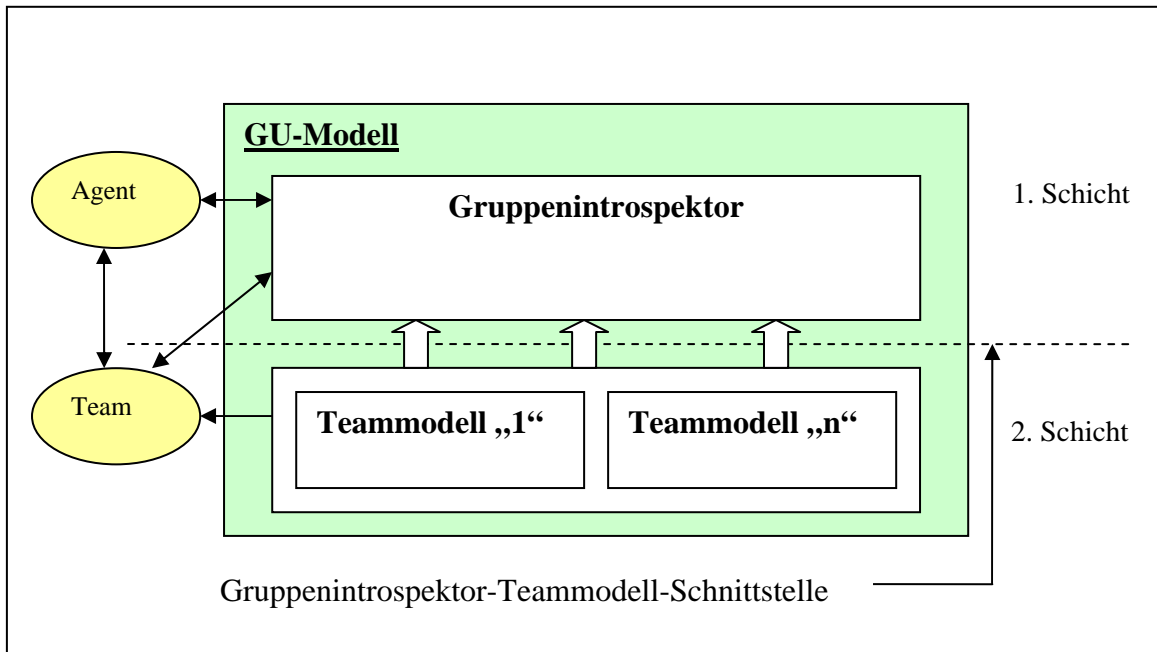 GU-Modell
Agent
Gruppenintrospektor
1. Schicht
Team
Teammodell „1“
Teammodell „n“
2. Schicht
Gruppenintrospektor-Teammodell-Schnittstelle